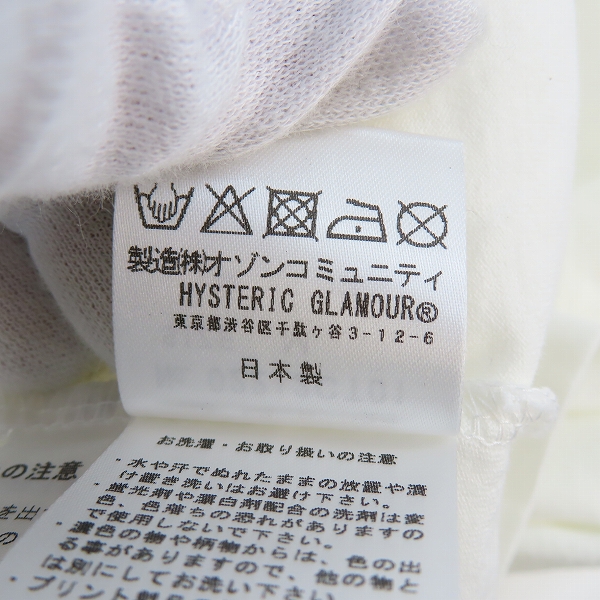 製造㈱オゾンコミュニティ
HYSTERIC GLAMOUR®
東京都渋谷区千駄ヶ谷3-12-6
日本製
お洗濯・お取り扱いの注意
・水や汗でぬれたままの放置や漬
け置き洗いはお避け下さい。
・蛍光剤や漂白剤配合の洗剤は変
色、色落ちの恐れがありますの
で使用しないで下さい。
・濃色の物や柄物からは、色の出
る事がありますので、他の物と
は別にしてお洗い下さい。
・プリント製品の
の注意
を出